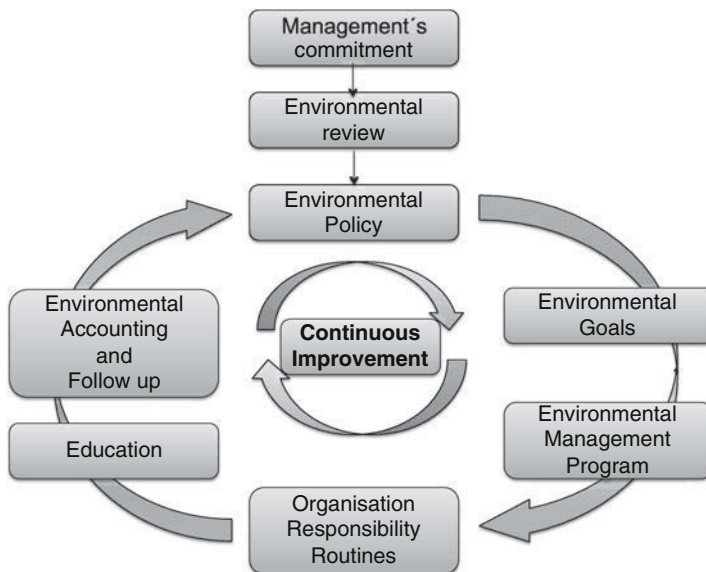 Management´s
commitment
Environmental
review
Environmental
Policy
Environmental
Goals
Environmental
Management
Program
Organisation
Responsibility
Routines
Education
Environmental
Accounting
and
Follow up
Continuous
Improvement